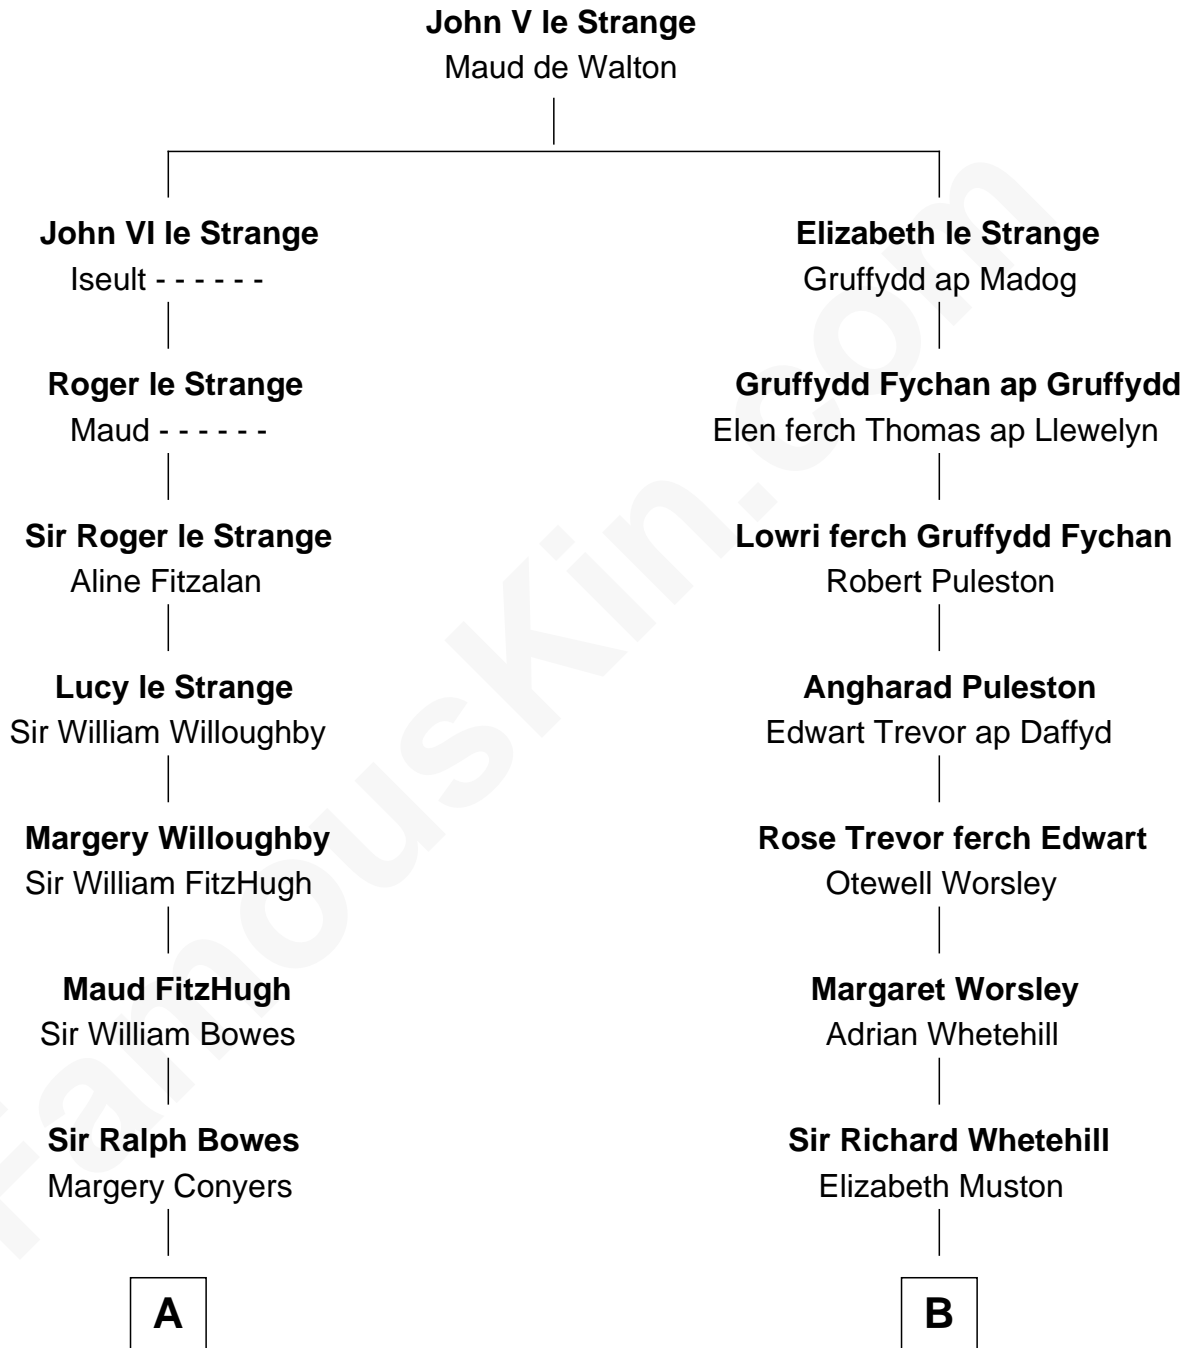 John V le Strange
Maud de Walton
John VI le Strange
Iseult - - - - - -
Elizabeth le Strange
Gruffydd ap Madog
Roger le Strange
Maud - - - - - -
Gruffydd Fychan ap Gruffydd
Elen ferch Thomas ap Llewelyn
Sir Roger le Strange
Aline Fitzalan
Lowri ferch Gruffydd Fychan
Robert Puleston
Lucy le Strange
Sir William Willoughby
Angharad Puleston
Edwart Trevor ap Daffyd
Margery Willoughby
Sir William FitzHugh
Rose Trevor ferch Edwart
Otewell Worsley
Maud FitzHugh
Sir William Bowes
Margaret Worsley
Adrian Whetehill
Sir Ralph Bowes
Margery Conyers
Sir Richard Whetehill
Elizabeth Muston
A
B
FamousKin.com